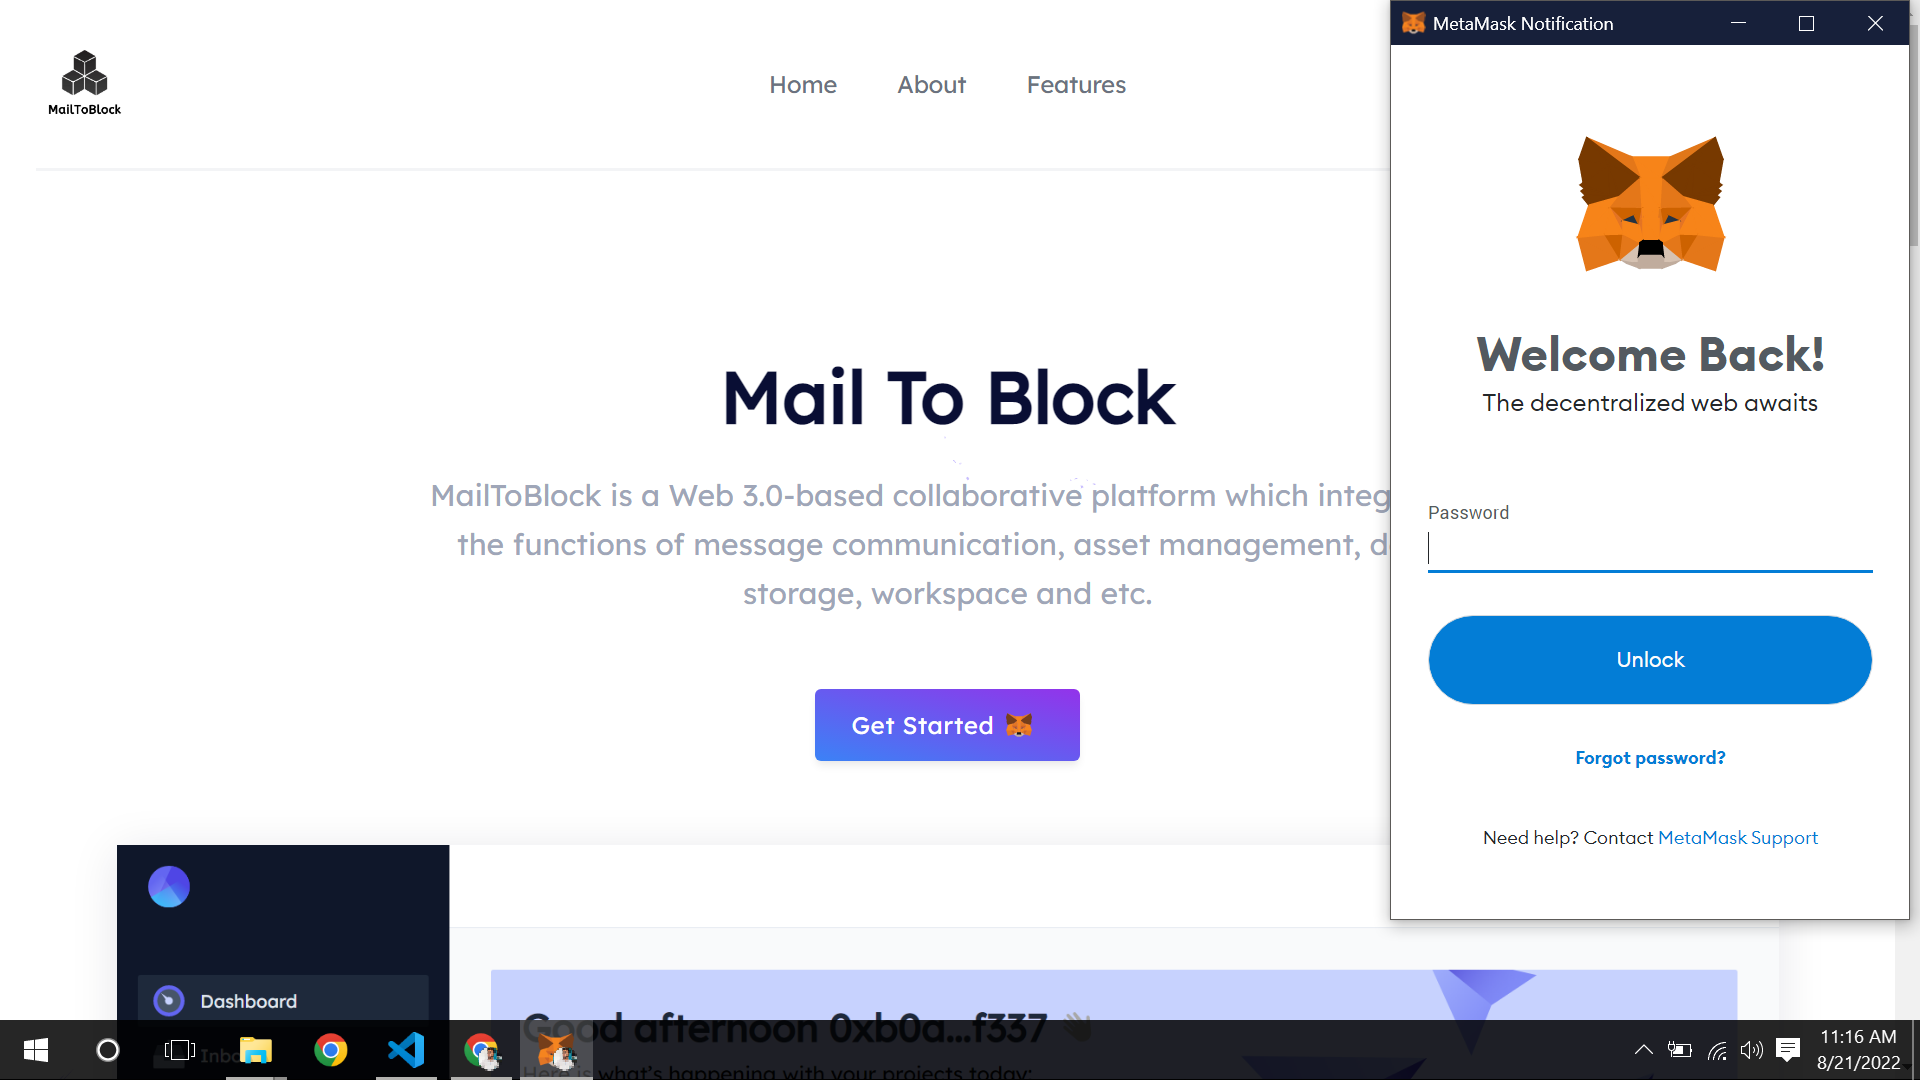 MailToBlock
Home
About
Features
Mail To Block
MailToBlock is a Web 3.0-based collaborative platform which integ
the functions of message communication, asset management, d
storage, workspace and etc.
Get Started
Dashboard
Inbo
Good afternoon 0xb0a...f337
Here is what's happening with your projects today:
MetaMask Notification
Welcome Back!
The decentralized web awaits
Password
Unlock
Forgot password?
Need help? Contact MetaMask Support
11:16 AM
8/21/2022